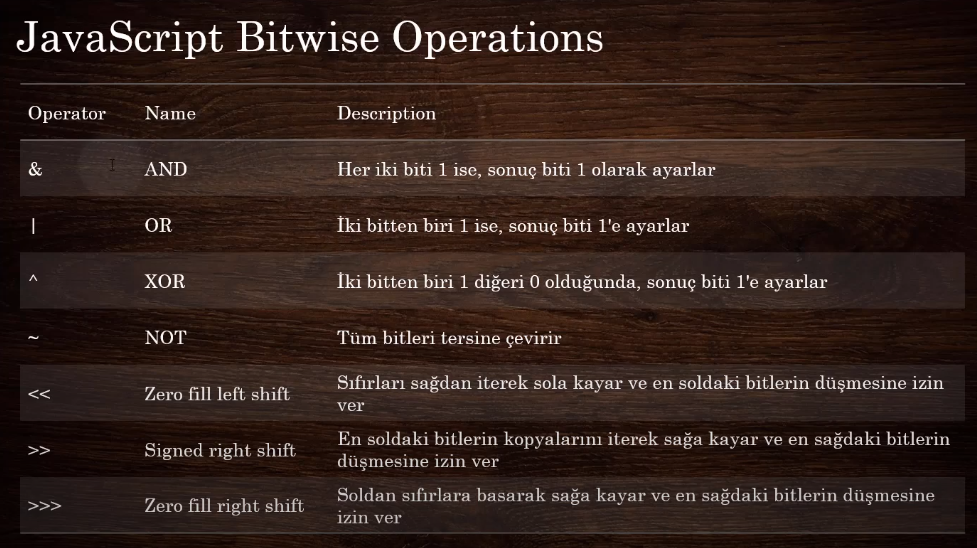 JavaScript Bitwise Operations
Operator Name Description
& AND Her iki biti 1 ise, sonuç biti 1 olarak ayarlar
| OR İki bitten biri 1 ise, sonuç biti 1'e ayarlar
^ XOR İki bitten biri 1 diğeri 0 olduğunda, sonuç biti 1'e ayarlar
~ NOT Tüm bitleri tersine çevirir
<< Zero fill left shift Sıfırları sağdan iterek sola kayar ve en soldaki bitlerin düşmesine izin
ver
>> Signed right shift En soldaki bitlerin kopyalarını iterek sağa kayar ve en sağdaki bitlerin
düşmesine izin ver
>>> Zero fill right shift Soldan sıfırlara basarak sağa kayar ve en sağdaki bitlerin düşmesine
izin ver